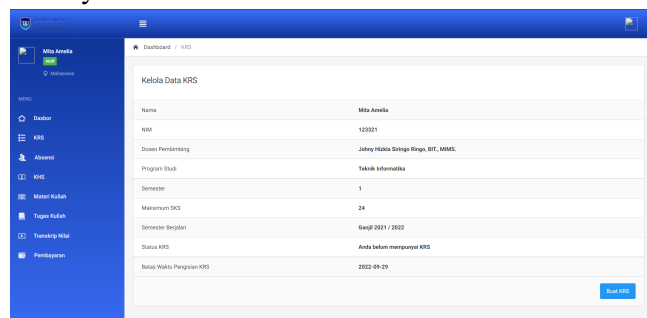 Mita Amelia
Aktif
Mahasiswa
MENU
Dasbor
KRS
Absensi
KHS
Materi Kuliah
Tugas Kuliah
Transkrip Nilai
Pembayaran
Dashboard / KRS
Kelola Data KRS
Nama Mita Amelia
NIM 123321
Dosen Pembimbing Johny Hizkia Siringo Ringo, BIT., MIMS.
Program Studi Teknik Informatika
Semester 1
Maksimum SKS 24
Semester Berjalan Ganjil 2021 / 2022
Status KRS Anda belum mempunyai KRS
Batas Waktu Pengisian KRS 2022-09-29
Buat KRS